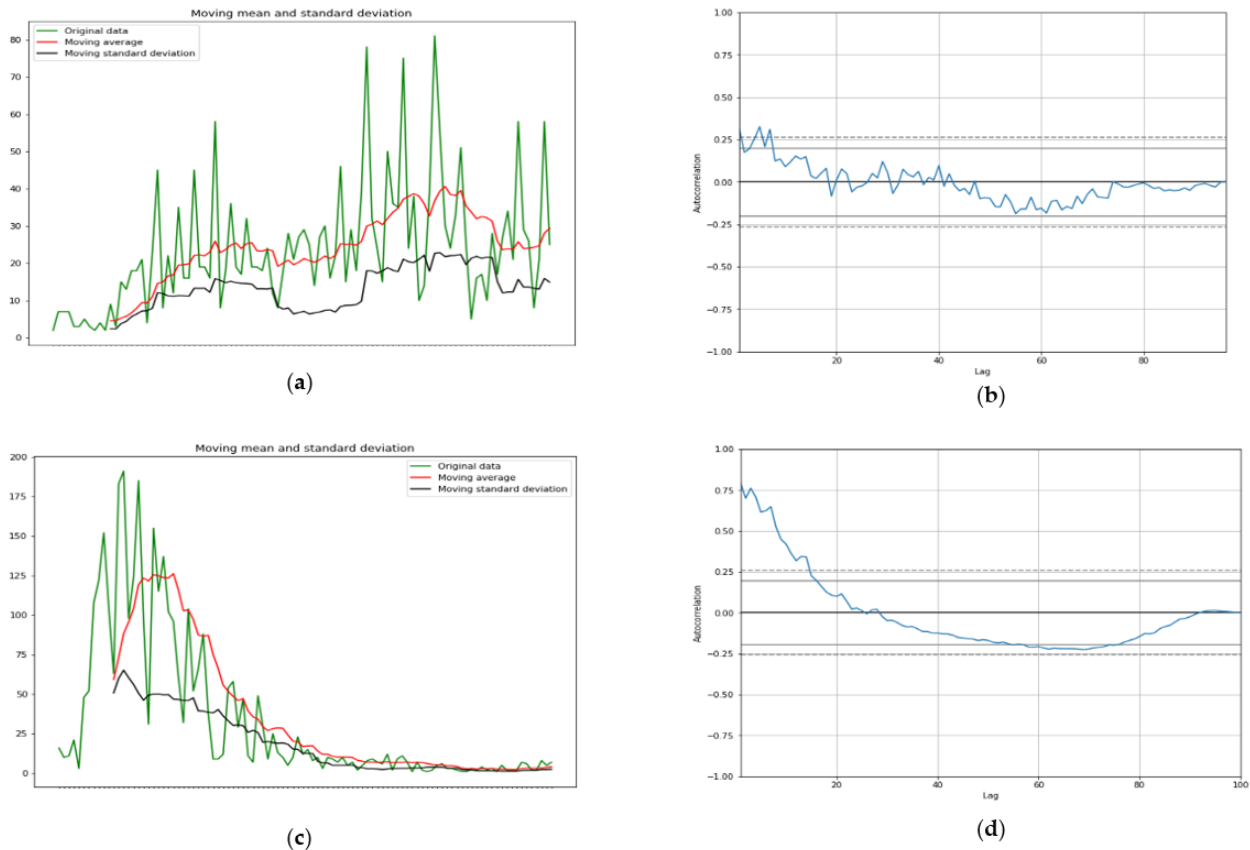 Moving mean and standard deviation
Original data
Moving average
Moving standard deviation
80
70
60
50
40
30
20
10
0
(a)
1.00
0.75
0.50
0.25
0.00
−0.25
−0.50
−0.75
−1.00
Autocorrelation
20 40 60 80
Lag
(b)
Moving mean and standard deviation
Original data
Moving average
Moving standard deviation
200
175
150
125
100
75
50
25
0
(c)
1.00
0.75
0.50
0.25
0.00
−0.25
−0.50
−0.75
−1.00
Autocorrelation
20 40 60 80 100
Lag
(d)